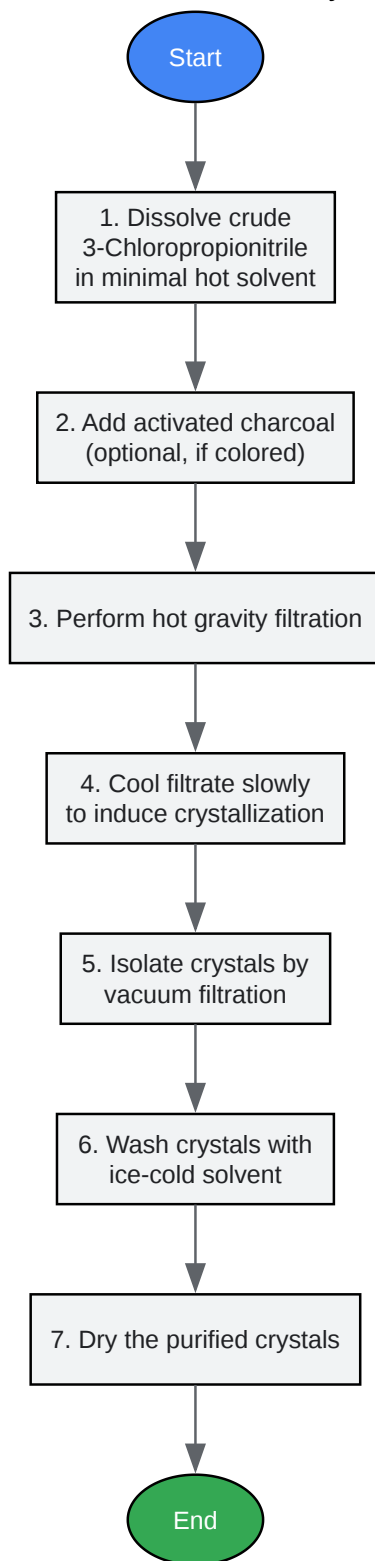 Start
1. Dissolve crude
3-Chloropropionitrile
in minimal hot solvent
2. Add activated charcoal
(optional, if colored)
3. Perform hot gravity filtration
4. Cool filtrate slowly
to induce crystallization
5. Isolate crystals by
vacuum filtration
6. Wash crystals with
ice-cold solvent
7. Dry the purified crystals
End